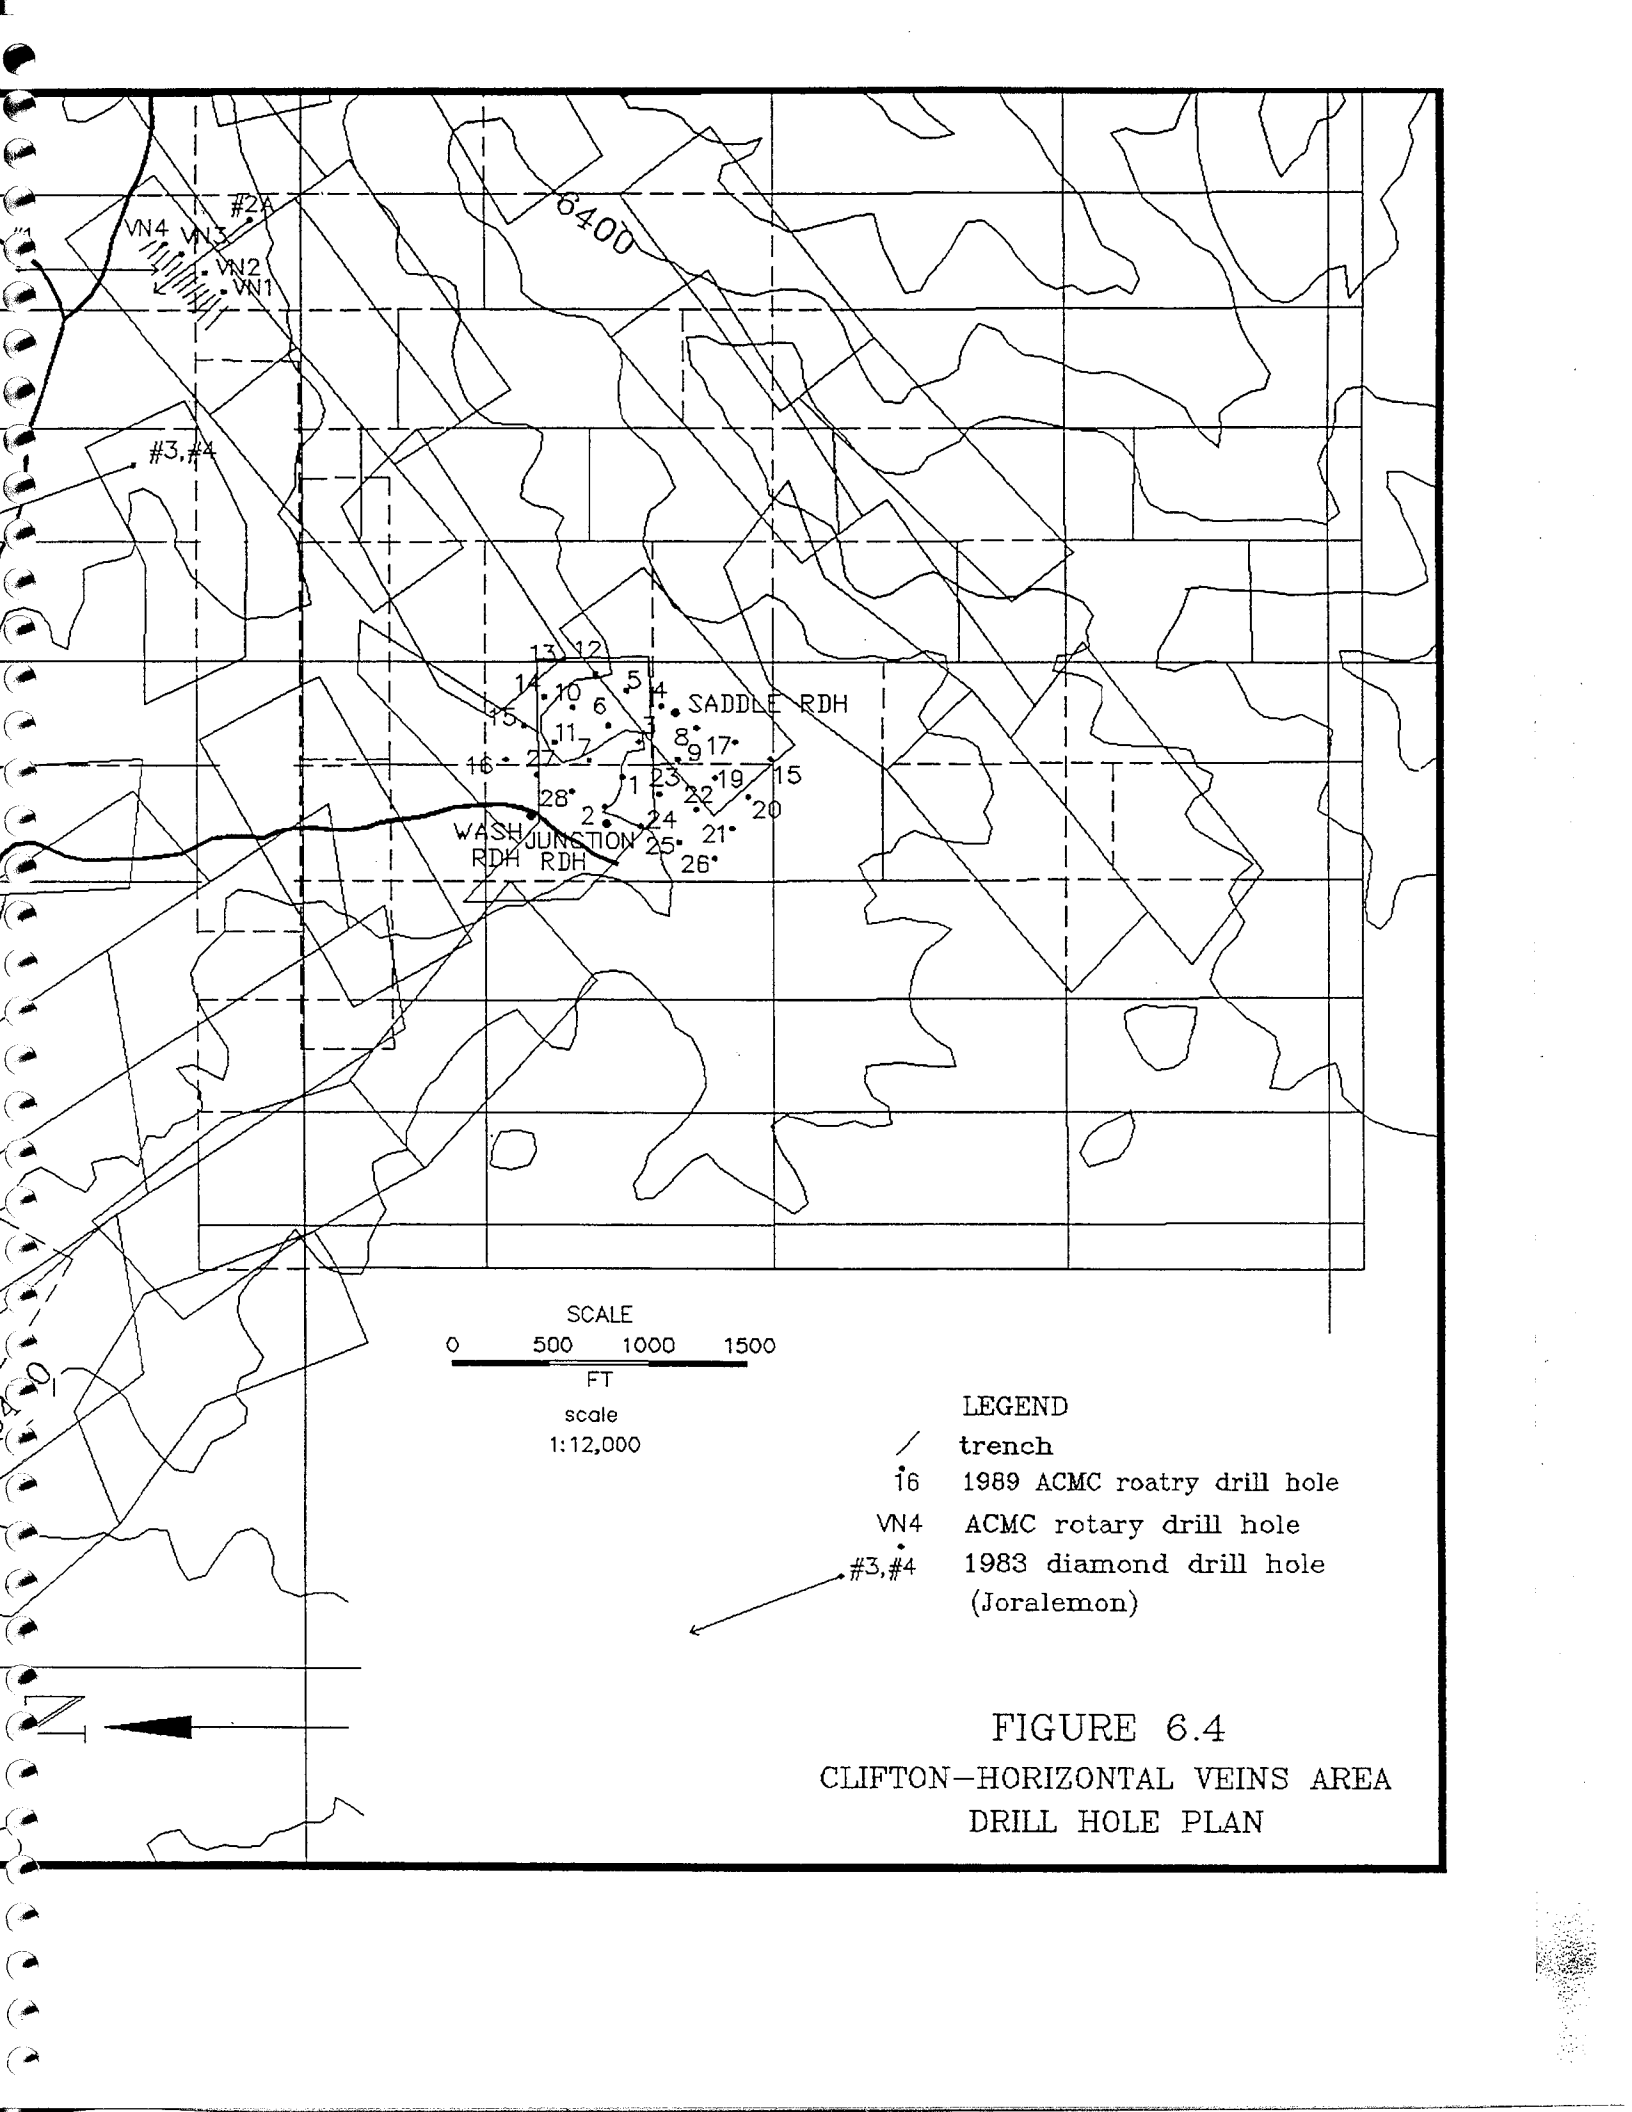 6400
#2A
VN4 VN3
#1
VN2
VN1
#3,#4
13 12
14 10 5 4
SADDLE RDH
6
15
11 7 3
8 17
9
16 27
1 23 19 15
28 22 20
2 24
WASH RDH
JUNCTION RDH
21
25
26
SCALE
0 500 1000 1500
FT
scale
1:12,000
LEGEND
trench
16 1989 ACMC roatry drill hole
VN4 ACMC rotary drill hole
#3,#4 1983 diamond drill hole
(Joralemon)
N
FIGURE 6.4
CLIFTON-HORIZONTAL VEINS AREA
DRILL HOLE PLAN